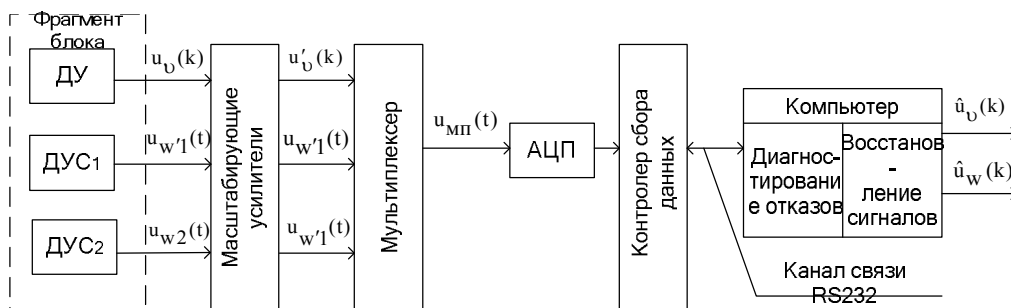 Фрагмент
блока
ДУ
ДУС1
ДУС2
u_υ(k)
u_w'1(t)
u_w2(t)
Масштабирующие
усилители
u'_υ(k)
u_w'1(t)
u_w'1(t)
Мультиплексер
u_мп(t)
АЦП
Контролер сбора
данных
Компьютер
Диагнос-
тировани
е отказов
Восстанов
-
ление
сигналов
û_υ(k)
û_w(k)
Канал связи
RS232